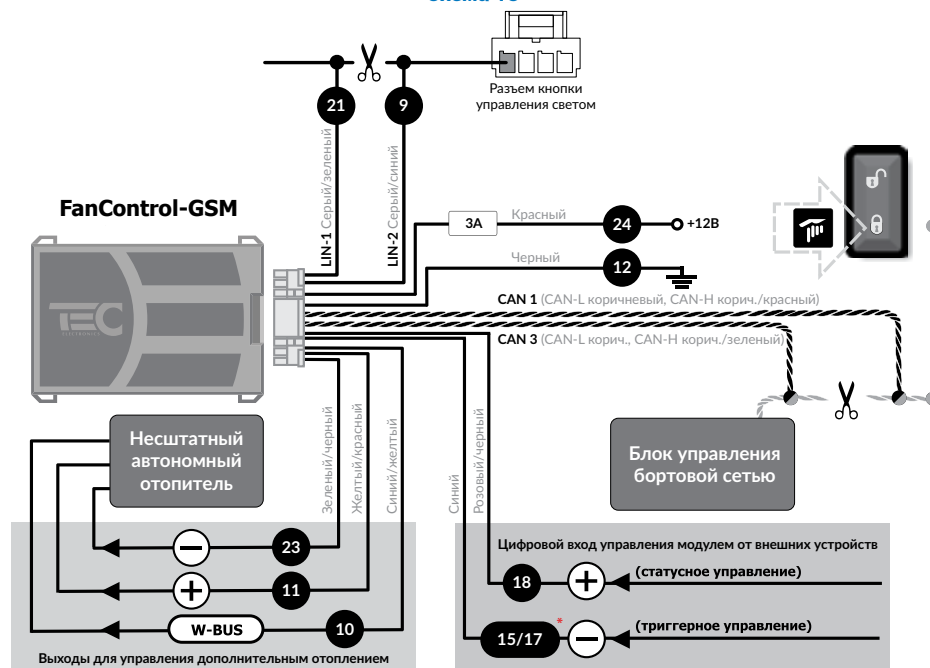 Разъем кнопки
управления светом
21
9
LIN-1 Серый/зеленый
LIN-2 Серый/синий
FanControl-GSM
3A
Красный
24
+12В
Черный
12
CAN 1 (CAN-L коричневый, CAN-H корич./красный)
CAN 3 (CAN-L корич., CAN-H корич./зеленый)
TEC
ELECTRONICS
Несштатный
автономный
отопитель
Зеленый/черный
Желтый/красный
Синий/желтый
Синий
Розовый/черный
Блок управления
бортовой сетью
23
11
W-BUS
10
Выходы для управления дополнительным отоплением
Цифровой вход управления модулем от внешних устройств
18
(статусное управление)
15/17
*
(триггерное управление)